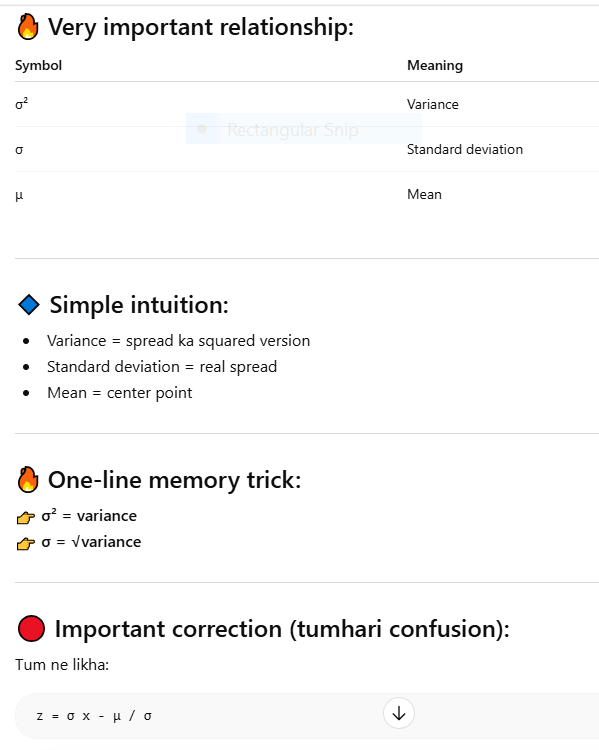 🔥 Very important relationship:
Symbol Meaning
σ² Variance
Rectangular Snip
σ Standard deviation
μ Mean
🔷 Simple intuition:
• Variance = spread ka squared version
• Standard deviation = real spread
• Mean = center point
🔥 One-line memory trick:
👉 σ² = variance
👉 σ = √variance
🔴 Important correction (tumhari confusion):
Tum ne likha:
z = σ x - μ / σ